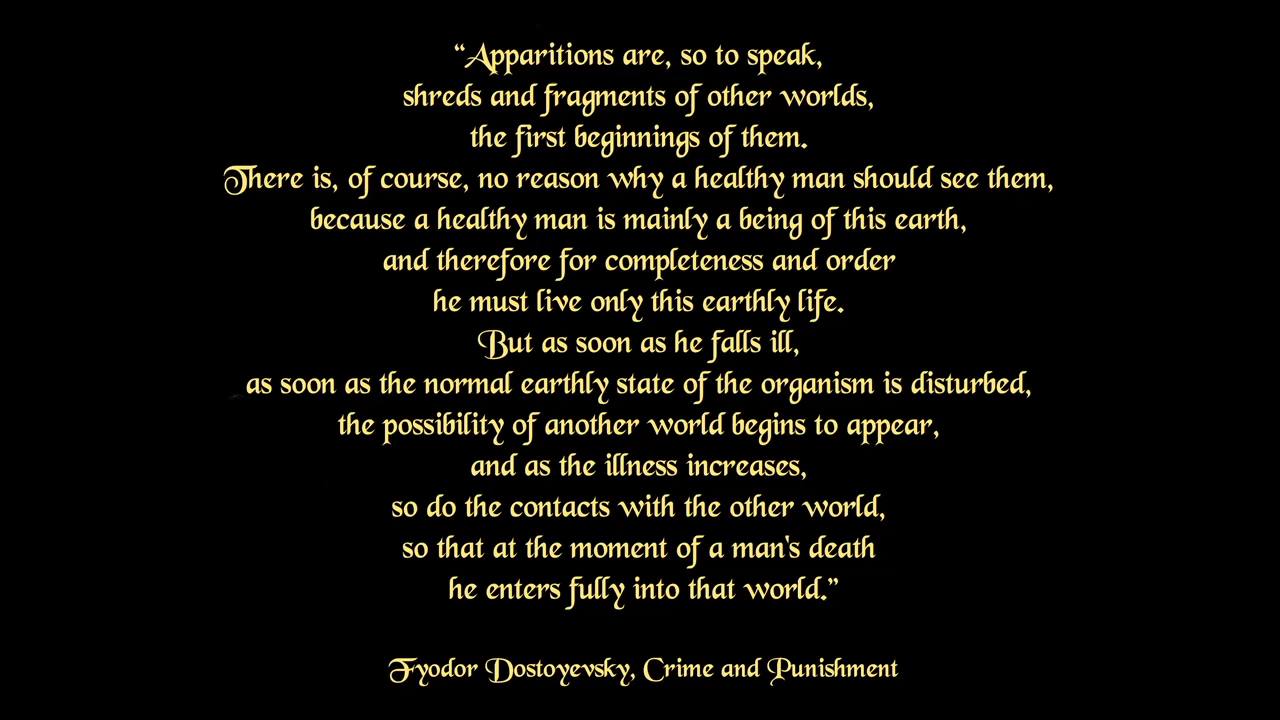 “Apparitions are, so to speak,
shreds and fragments of other worlds,
the first beginnings of them.
There is, of course, no reason why a healthy man should see them,
because a healthy man is mainly a being of this earth,
and therefore for completeness and order
he must live only this earthly life.
But as soon as he falls ill,
as soon as the normal earthly state of the organism is disturbed,
the possibility of another world begins to appear,
and as the illness increases,
so do the contacts with the other world,
so that at the moment of a man's death
he enters fully into that world.”
Fyodor Dostoyevsky, Crime and Punishment